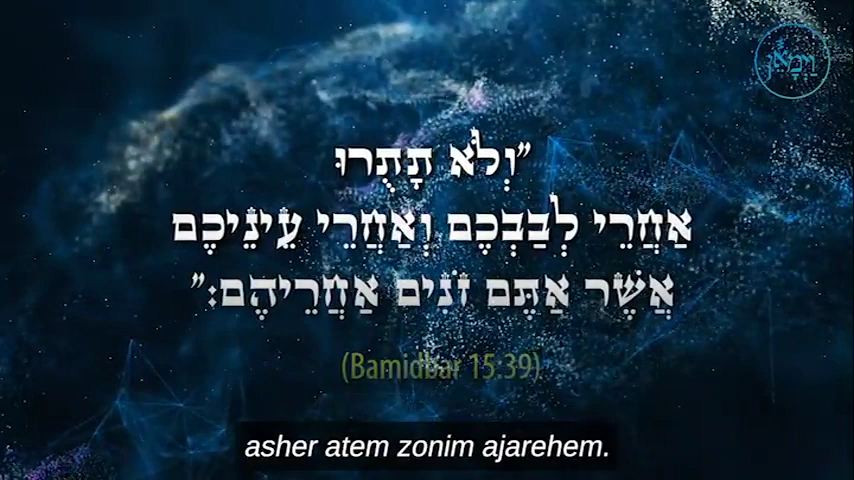 "וְלֹא תָתֻרוּ
אַחֲרֵי לְבַבְכֶם וְאַחֲרֵי עֵינֵיכֶם
אֲשֶׁר אַתֶּם זֹנִים אַחֲרֵיהֶם:"
(Bamidbar 15:39)
asher atem zonim ajarehem.